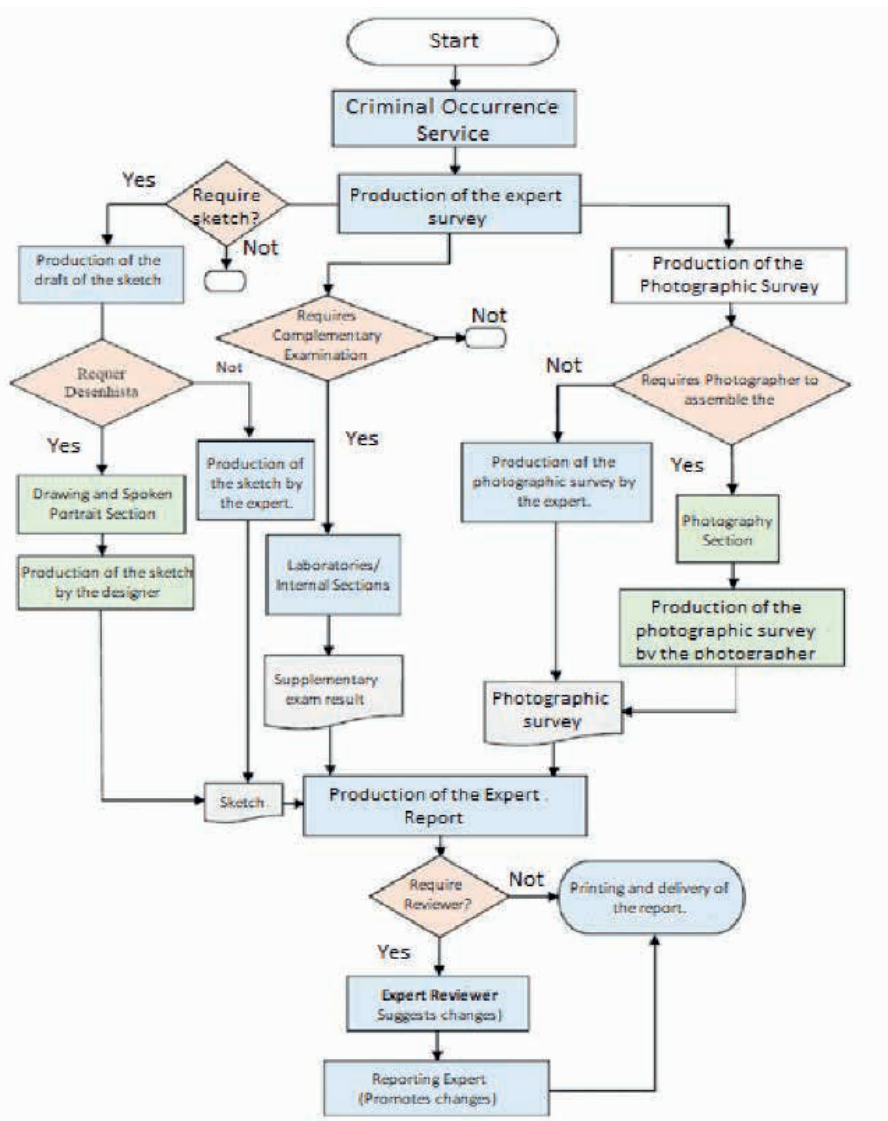 Start
Criminal Occurrence
Service
Yes
Require
sketch?
Not
Production of the expert
survey
Production of the
draft of the sketch
Requires
Complementary
Examination
Not
Production of the
Photographic Survey
Requer
Desenhista
Not
Yes
Not
Requires Photographer to
assemble the
Yes
Drawing and Spoken
Portrait Section
Production of
the sketch by
the expert.
Yes
Production of the
photographic survey by
the expert.
Photography
Section
Production of the sketch
by the designer
Laboratories/
Internal Sections
Production of the
photographic survey
by the photographer
Supplementary
exam result
Photographic
survey
Sketch
Production of the Expert .
Report
Require
Reviewer?
Not
Printing and delivery of
the report.
Yes
Expert Reviewer
Suggests changes)
Reporting Expert
(Promotes changes)